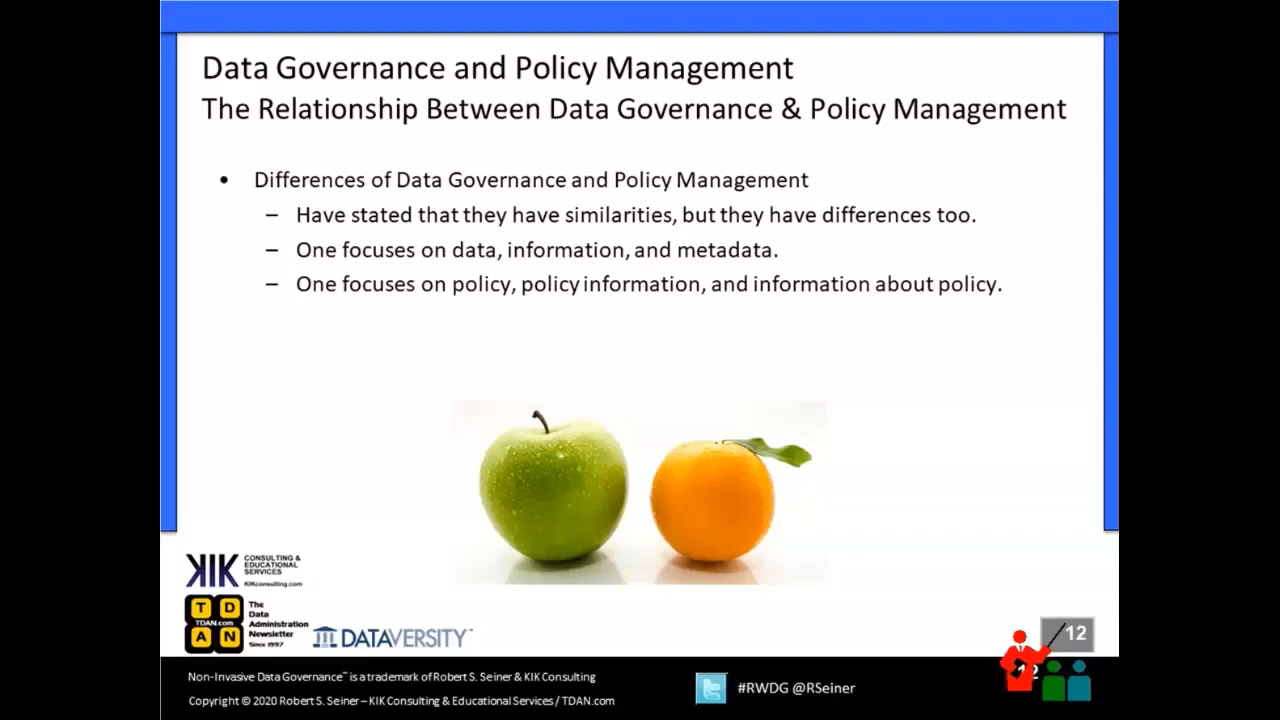 Data Governance and Policy Management
The Relationship Between Data Governance & Policy Management
• Differences of Data Governance and Policy Management
– Have stated that they have similarities, but they have differences too.
– One focuses on data, information, and metadata.
– One focuses on policy, policy information, and information about policy.
KIK CONSULTING &
EDUCATIONAL
SERVICES
KIKconsulting.com
T D
TDAN.com
A N
The
Data
Administration
Newsletter
Since 1997
DATAVERSITY™
12
12
Non-Invasive Data Governance™ is a trademark of Robert S. Seiner & KIK Consulting
#RWDG @RSeiner
Copyright © 2020 Robert S. Seiner – KIK Consulting & Educational Services / TDAN.com